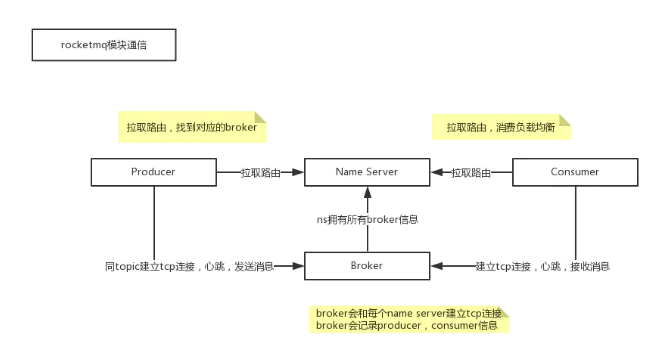 rocketmq模块通信
拉取路由，找到对应的broker
拉取路由，消费负载均衡
Producer
拉取路由
Name Server
拉取路由
Consumer
ns拥有所有broker信息
同topic建立tcp连接，心跳，发送消息
Broker
建立tcp连接，心跳，接收消息
broker会和每个name server建立tcp连接
broker会记录producer，consumer信息